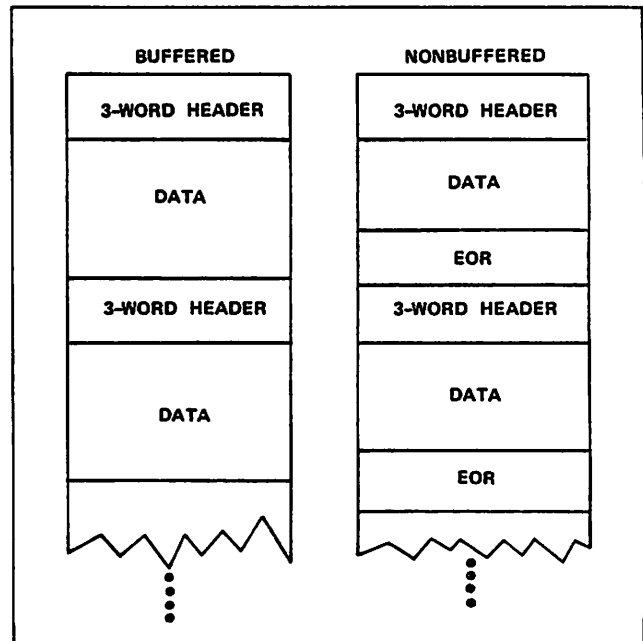 BUFFERED
3-WORD HEADER
DATA
3-WORD HEADER
DATA
NONBUFFERED
3-WORD HEADER
DATA
EOR
3-WORD HEADER
DATA
EOR